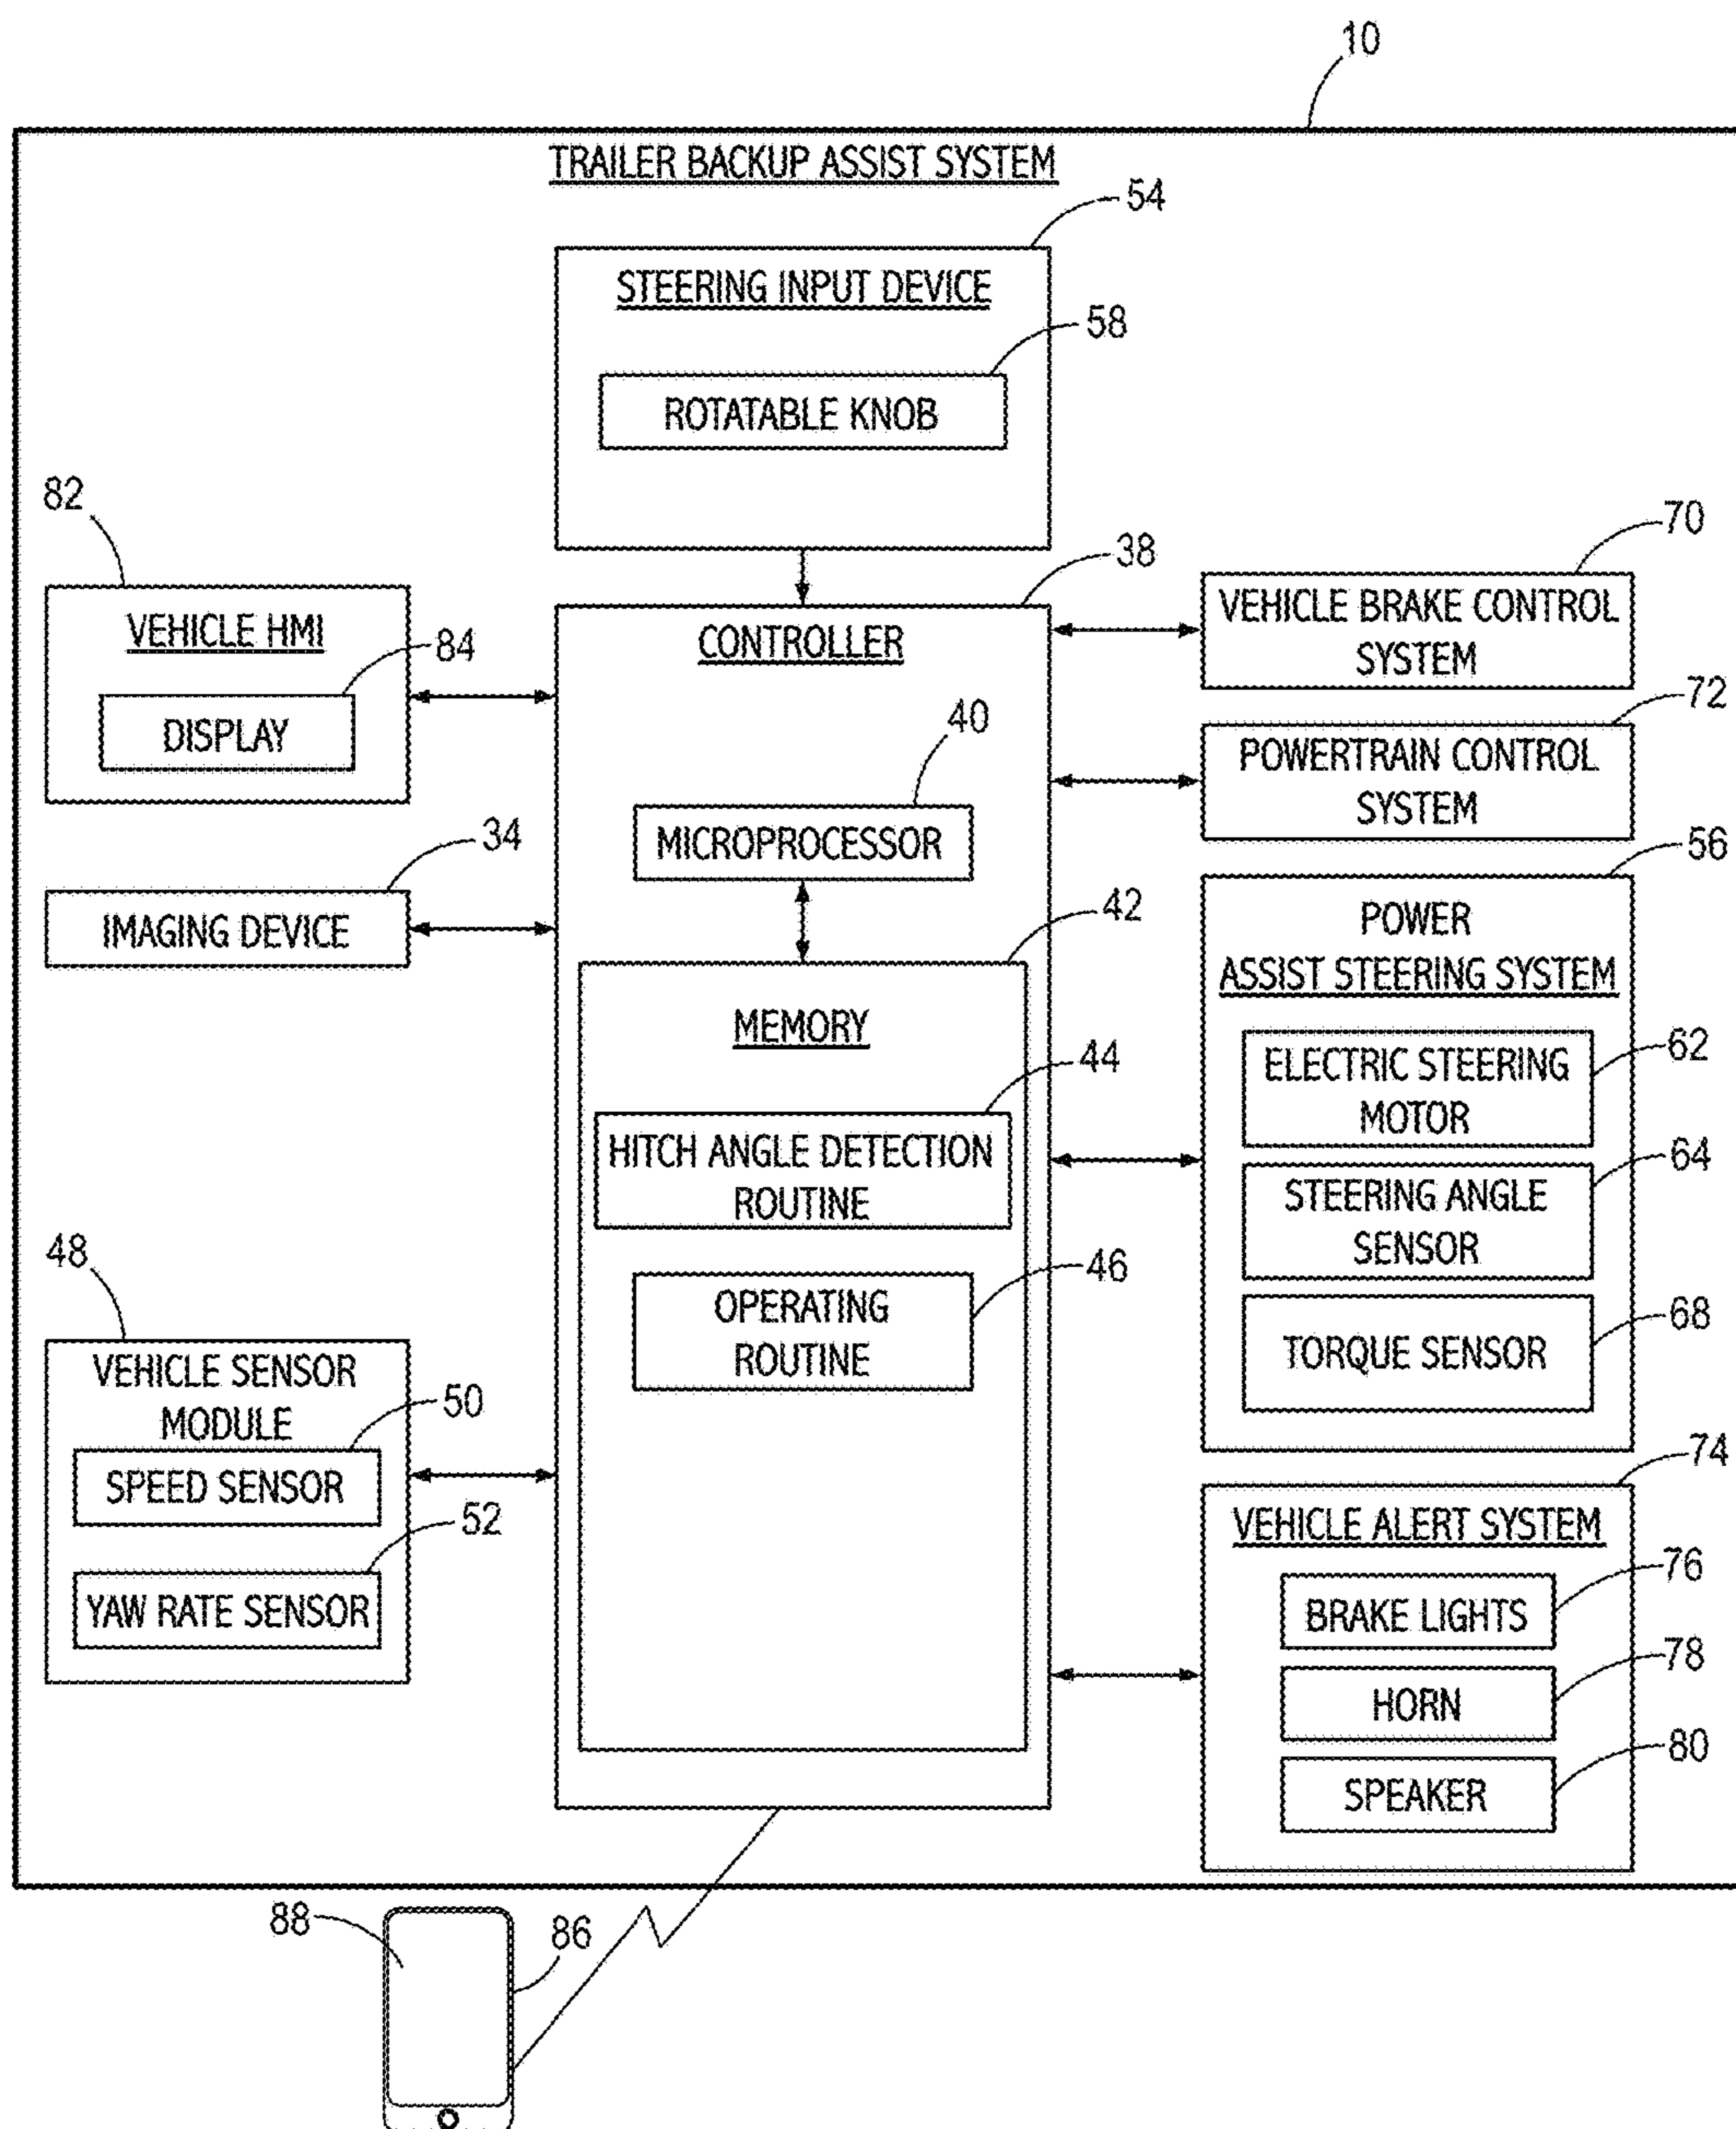 10
TRAILER BACKUP ASSIST SYSTEM
54
STEERING INPUT DEVICE
58
ROTATABLE KNOB
82
VEHICLE HMI
84
DISPLAY
34
IMAGING DEVICE
48
VEHICLE SENSOR
MODULE
50
SPEED SENSOR
52
YAW RATE SENSOR
38
CONTROLLER
40
MICROPROCESSOR
42
MEMORY
44
HITCH ANGLE DETECTION
ROUTINE
46
OPERATING
ROUTINE
70
VEHICLE BRAKE CONTROL
SYSTEM
72
POWERTRAIN CONTROL
SYSTEM
56
POWER
ASSIST STEERING SYSTEM
62
ELECTRIC STEERING
MOTOR
64
STEERING ANGLE
SENSOR
68
TORQUE SENSOR
74
VEHICLE ALERT SYSTEM
76
BRAKE LIGHTS
78
HORN
80
SPEAKER
88
86